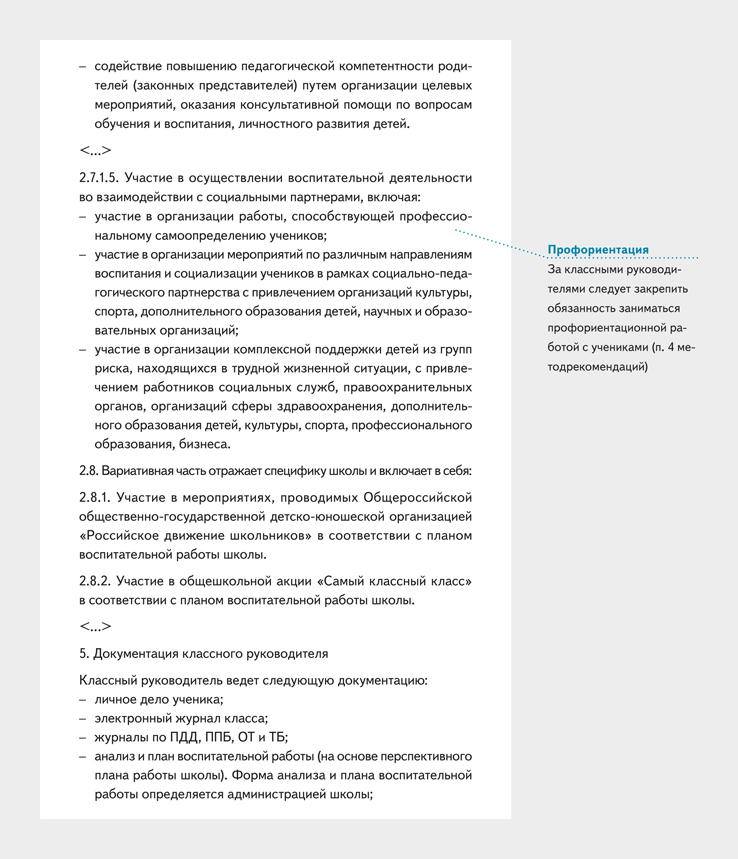 – содействие повышению педагогической компетентности роди-
телей (законных представителей) путем организации целевых
мероприятий, оказания консультативной помощи по вопросам
обучения и воспитания, личностного развития детей.
<...>
2.7.1.5. Участие в осуществлении воспитательной деятельности
во взаимодействии с социальными партнерами, включая:
– участие в организации работы, способствующей профессио-
нальному самоопределению учеников;
– участие в организации мероприятий по различным направлениям
воспитания и социализации учеников в рамках социально-педа-
гогического партнерства с привлечением организаций культуры,
спорта, дополнительного образования детей, научных и образо-
вательных организаций;
– участие в организации комплексной поддержки детей из групп
риска, находящихся в трудной жизненной ситуации, с привле-
чением работников социальных служб, правоохранительных
органов, организаций сферы здравоохранения, дополнитель-
ного образования детей, культуры, спорта, профессионального
образования, бизнеса.
2.8. Вариативная часть отражает специфику школы и включает в себя:
2.8.1. Участие в мероприятиях, проводимых Общероссийской
общественно-государственной детско-юношеской организацией
«Российское движение школьников» в соответствии с планом
воспитательной работы школы.
2.8.2. Участие в общешкольной акции «Самый классный класс»
в соответствии с планом воспитательной работы школы.
<...>
5. Документация классного руководителя
Классный руководитель ведет следующую документацию:
– личное дело ученика;
– электронный журнал класса;
– журналы по ПДД, ППБ, ОТ и ТБ;
– анализ и план воспитательной работы (на основе перспективного
плана работы школы). Форма анализа и плана воспитательной
работы определяется администрацией школы;
Профориентация
За классными руководи-
телями следует закрепить
обязанность заниматься
профориентационной ра-
ботой с учениками (п. 4 ме-
тодрекомендаций)